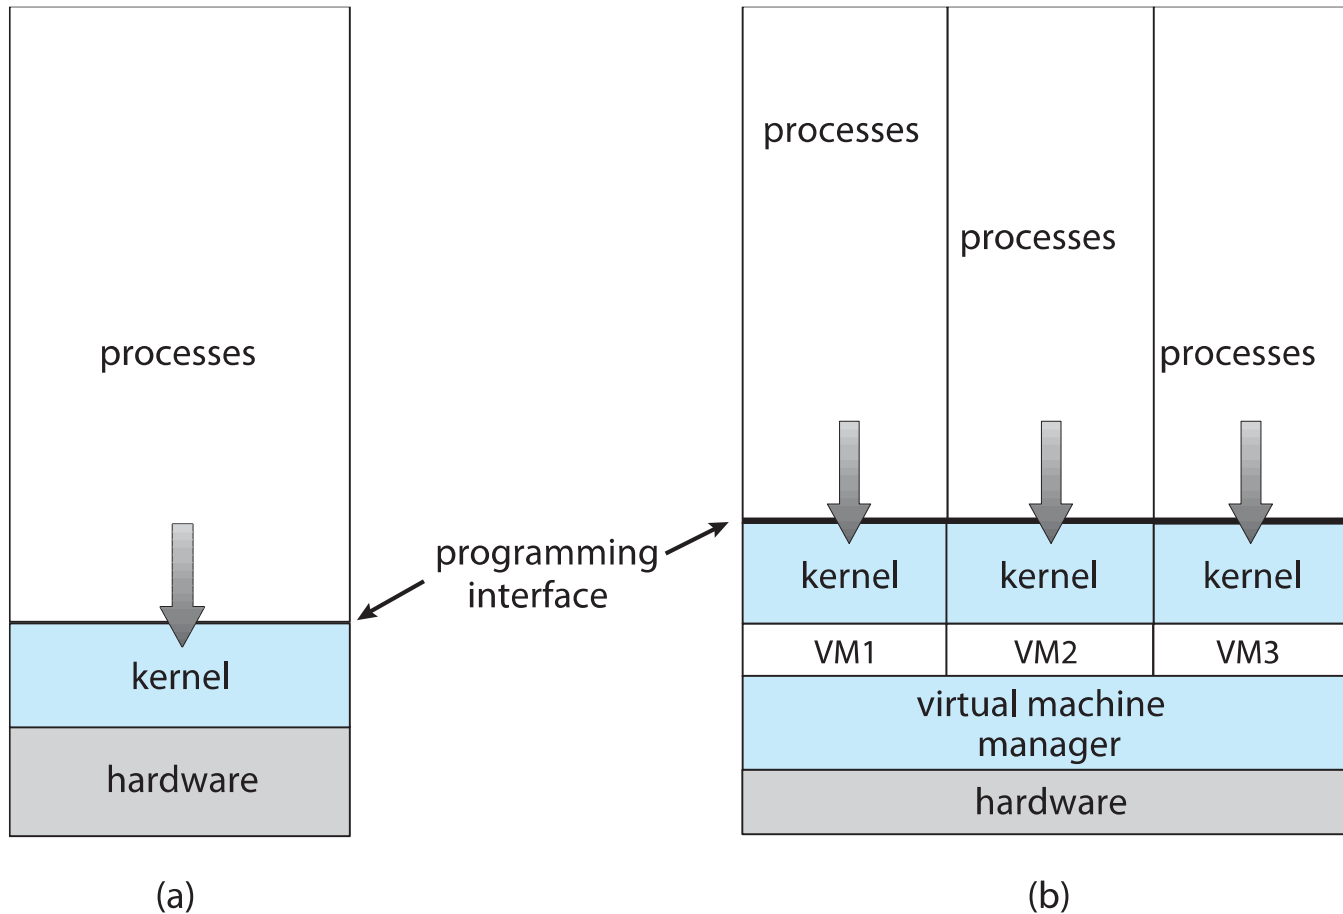 processes
programming
interface
kernel
hardware
(a)
processes
processes
processes
kernel
kernel
kernel
VM1
VM2
VM3
virtual machine
manager
hardware
(b)